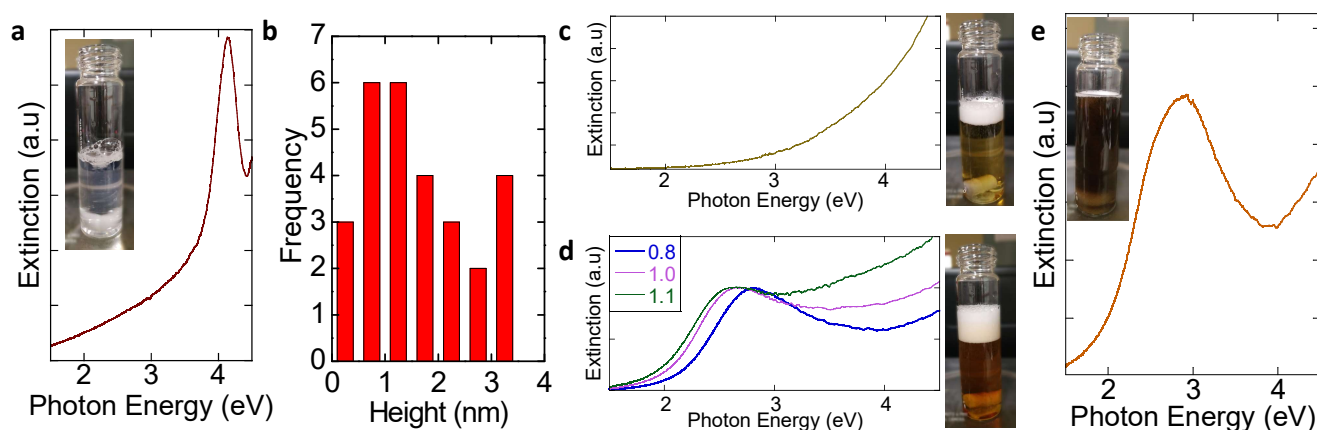 a
Extinction (a.u)
2 3 4
Photon Energy (eV)
b
Frequency
7
6
5
4
3
2
1
0
0 1 2 3 4
Height (nm)
c
Extinction (a.u)
2 3 4
Photon Energy (eV)
d
Extinction (a.u)
0.8
1.0
1.1
2 3 4
Photon Energy (eV)
e
Extinction (a.u)
2 3 4
Photon Energy (eV)